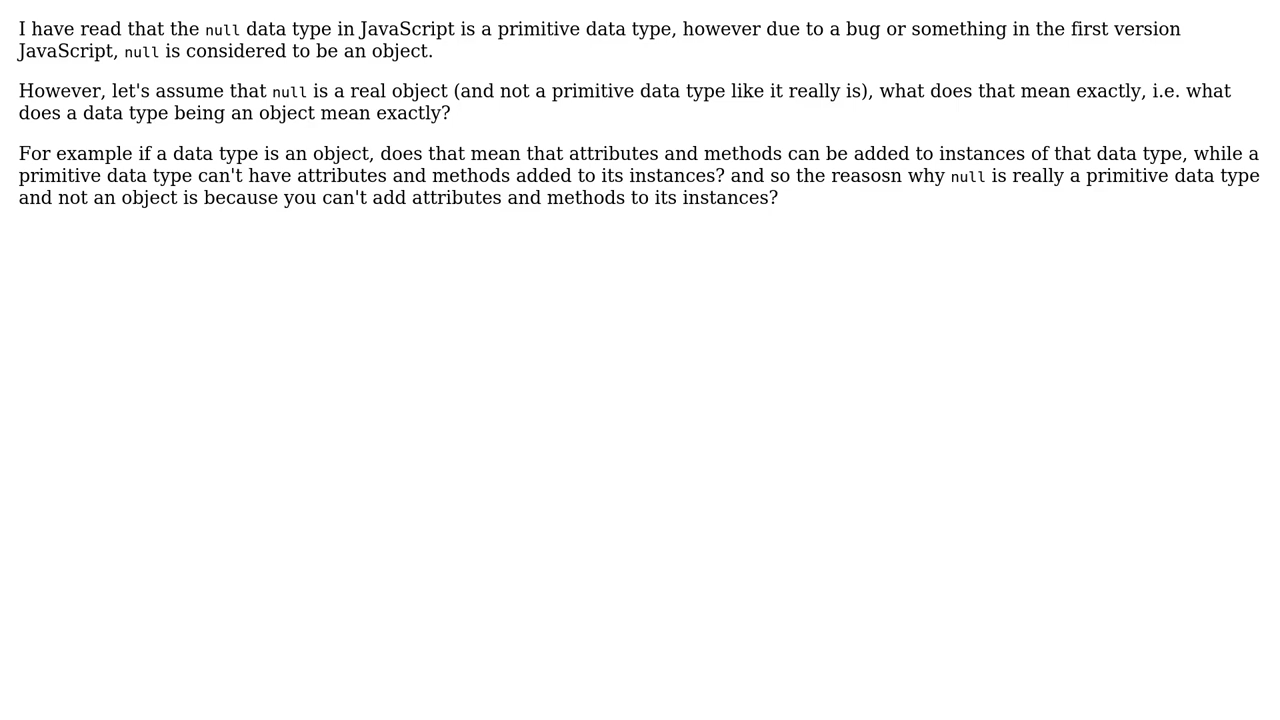 I have read that the null data type in JavaScript is a primitive data type, however due to a bug or something in the first version
JavaScript, null is considered to be an object.
However, let's assume that null is a real object (and not a primitive data type like it really is), what does that mean exactly, i.e. what
does a data type being an object mean exactly?
For example if a data type is an object, does that mean that attributes and methods can be added to instances of that data type, while a
primitive data type can't have attributes and methods added to its instances? and so the reasosn why null is really a primitive data type
and not an object is because you can't add attributes and methods to its instances?